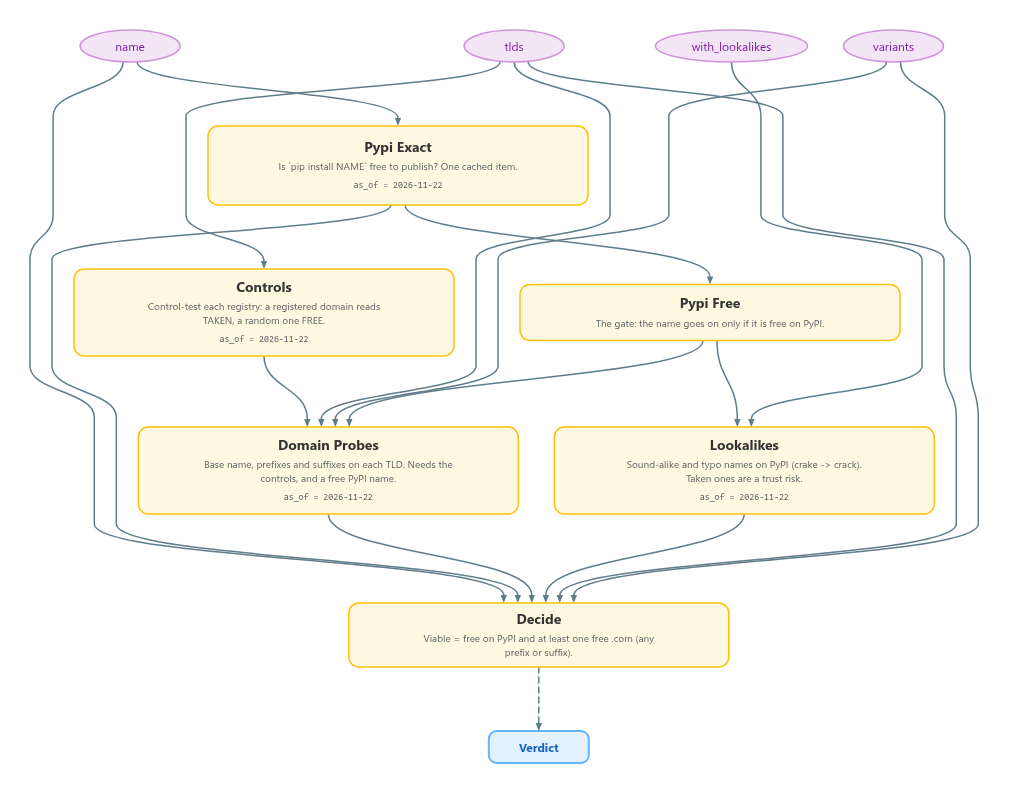 name
tlds
with_lookalikes
variants
Pypi Exact
Is `pip install NAME` free to publish? One cached item.
as_of = 2026-11-22
Controls
Control-test each registry: a registered domain reads
TAKEN, a random one FREE.
as_of = 2026-11-22
Pypi Free
The gate: the name goes on only if it is free on PyPI.
Domain Probes
Base name, prefixes and suffixes on each TLD. Needs the
controls, and a free PyPI name.
as_of = 2026-11-22
Lookalikes
Sound-alike and typo names on PyPI (crake -> crack).
Taken ones are a trust risk.
as_of = 2026-11-22
Decide
Viable = free on PyPI and at least one free .com (any
prefix or suffix).
Verdict